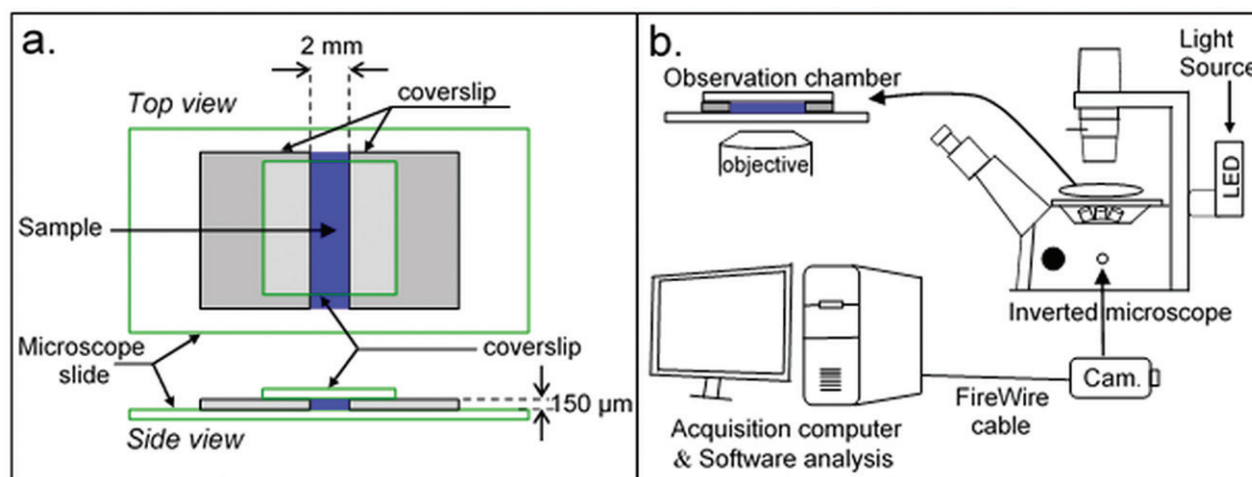 a.
2 mm
Top view
coverslip
Sample
Microscope
slide
coverslip
150 µm
Side view
b.
Light
Source
Observation chamber
objective
LED
Inverted microscope
Cam.
FireWire
cable
Acquisition computer
& Software analysis